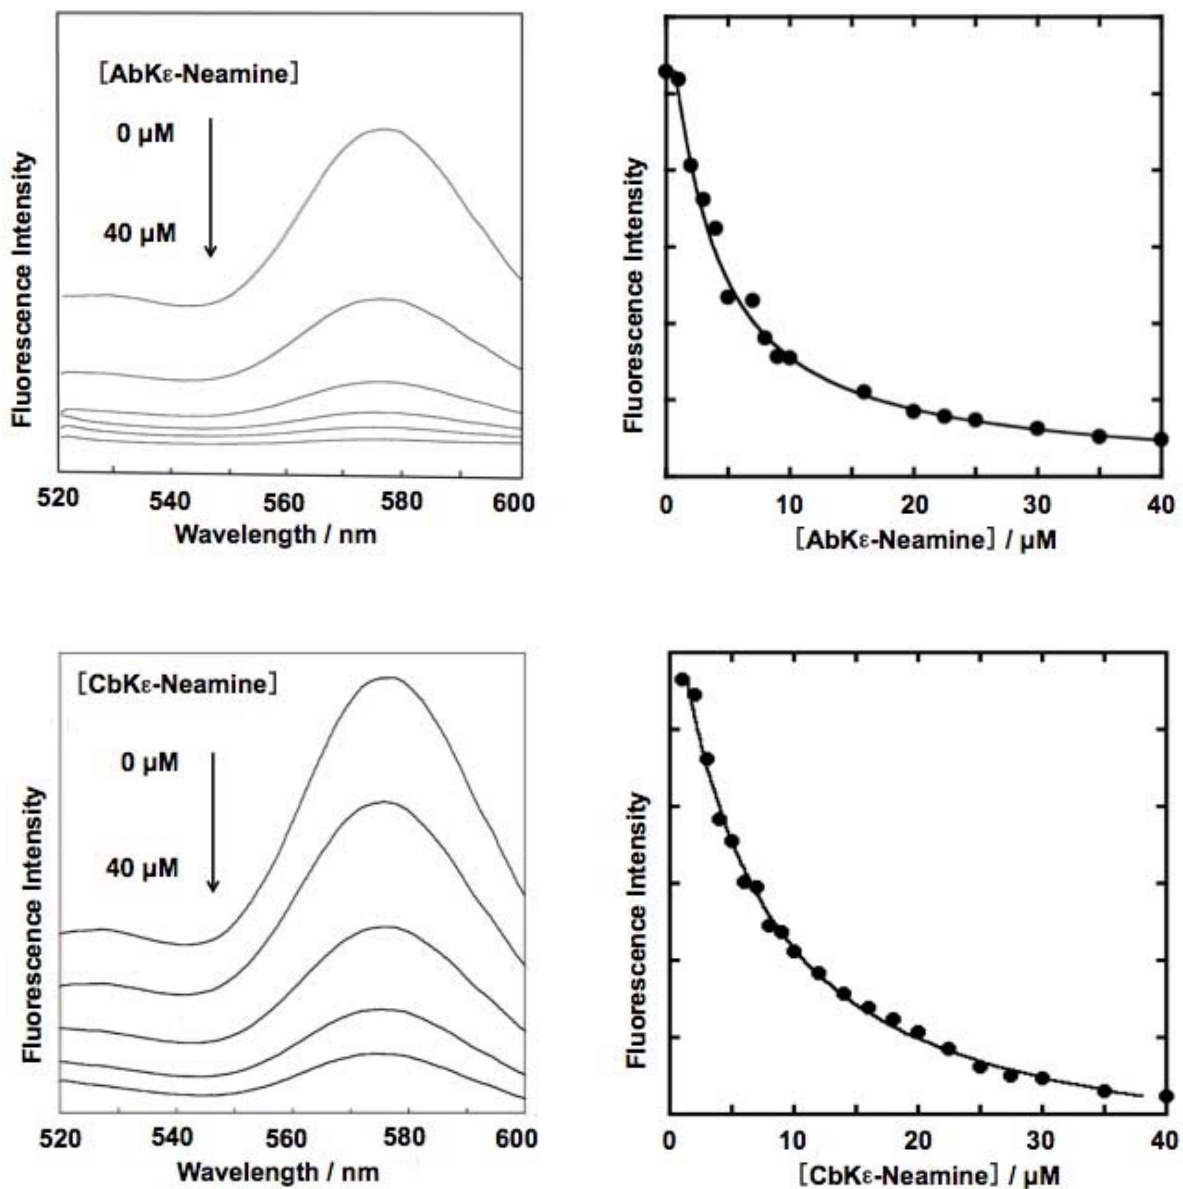 [AbKε-Neamine]
0 µM
40 µM
Fluorescence Intensity
520 540 560 580 600
Wavelength / nm
Fluorescence Intensity
0 10 20 30 40
[AbKε-Neamine] / µM
[CbKε-Neamine]
0 µM
40 µM
Fluorescence Intensity
520 540 560 580 600
Wavelength / nm
Fluorescence Intensity
0 10 20 30 40
[CbKε-Neamine] / µM